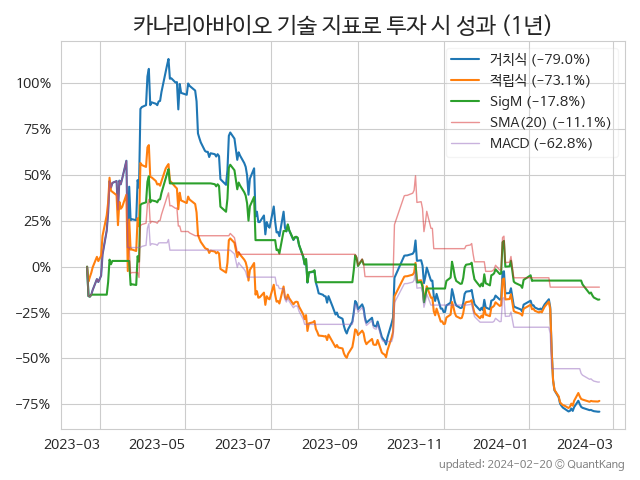 카나리아바이오 기술 지표로 투자 시 성과 (1년)
거치식 (−79.0%)
적립식 (−73.1%)
SigM (−17.8%)
SMA(20) (−11.1%)
MACD (−62.8%)
100%
75%
50%
25%
0%
−25%
−50%
−75%
2023-03 2023-05 2023-07 2023-09 2023-11 2024-01 2024-03
updated: 2024-02-20 © QuantKang